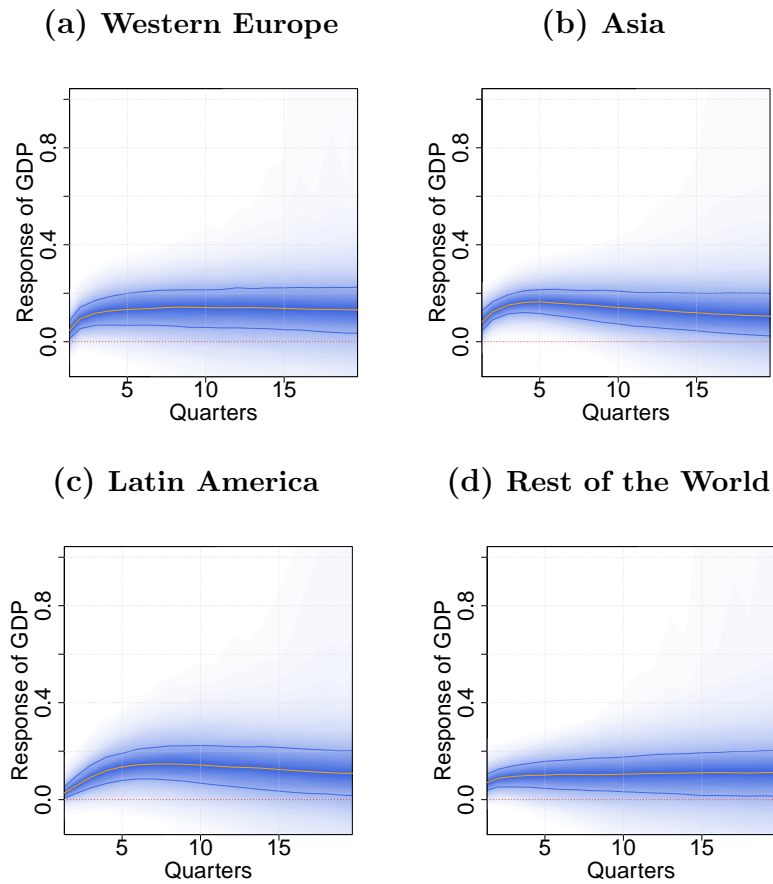 (a) Western Europe
Response of GDP
0.0 0.4 0.8
5 10 15
Quarters
(b) Asia
Response of GDP
0.0 0.4 0.8
5 10 15
Quarters
(c) Latin America
Response of GDP
0.0 0.4 0.8
5 10 15
Quarters
(d) Rest of the World
Response of GDP
0.0 0.4 0.8
5 10 15
Quarters